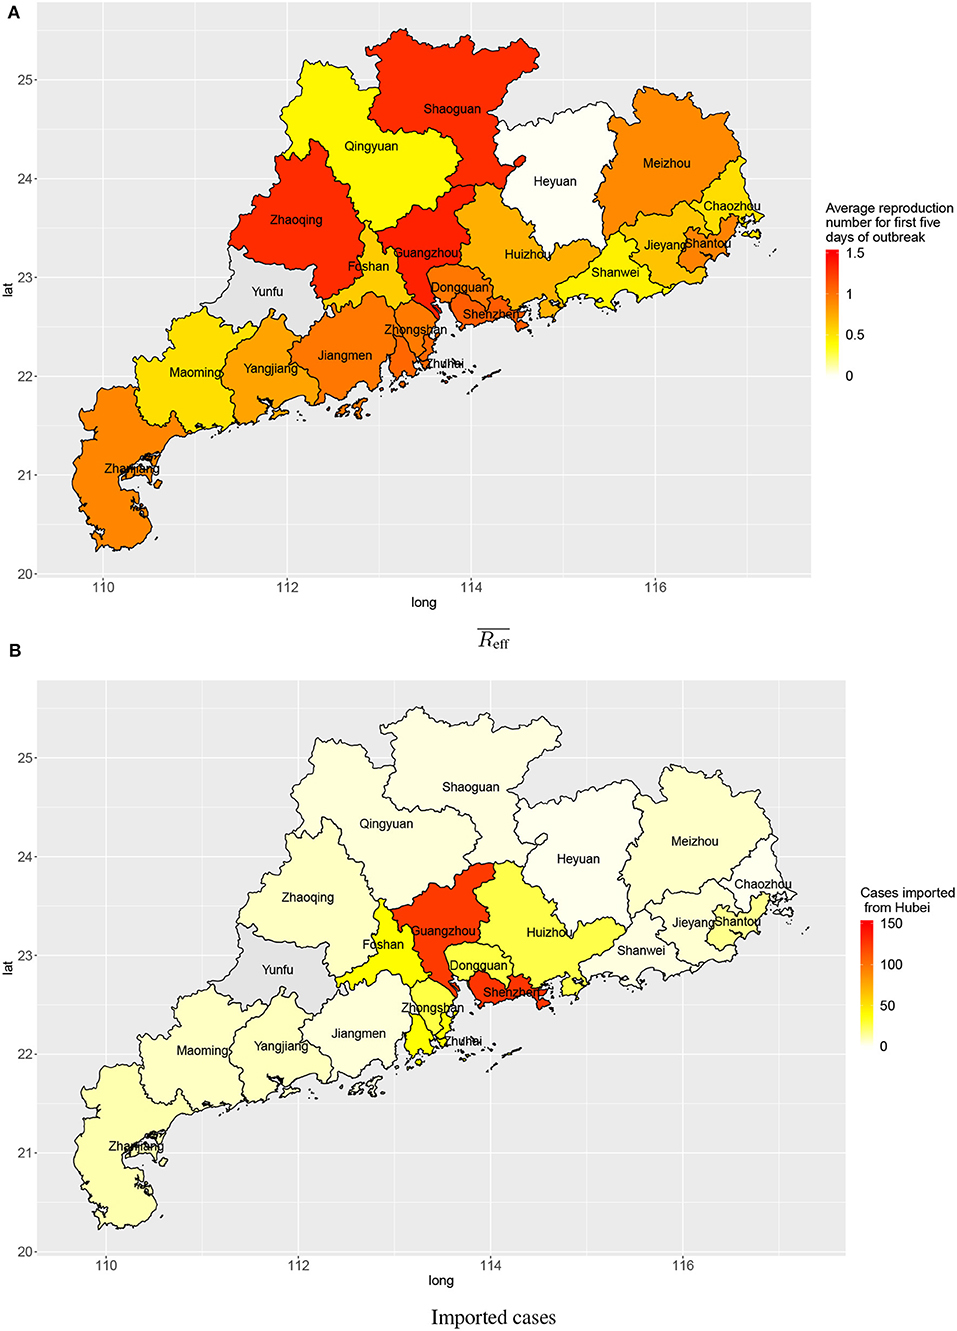 A
25
24
23
22
21
20
lat
110
112
114
116
long
Shaoguan
Qingyuan
Meizhou
Heyuan
Chaozhou
Zhaoqing
Jieyang
Shantou
Guangzhou
Huizhou
Foshan
Shanwei
Dongguan
Yunfu
Shenzhen
Zhongshan
Jiangmen
Zhuhai
Yangjiang
Maoming
Zhanjiang
Average reproduction
number for first five
days of outbreak
1.5
1
0.5
0
Reff
B
25
24
23
22
21
20
lat
110
112
114
116
long
Shaoguan
Qingyuan
Meizhou
Heyuan
Chaozhou
Zhaoqing
Jieyang
Shantou
Guangzhou
Huizhou
Foshan
Shanwei
Dongguan
Yunfu
Shenzhen
Zhongshan
Jiangmen
Zhuhai
Yangjiang
Maoming
Zhanjiang
Cases imported
from Hubei
150
100
50
0
Imported cases